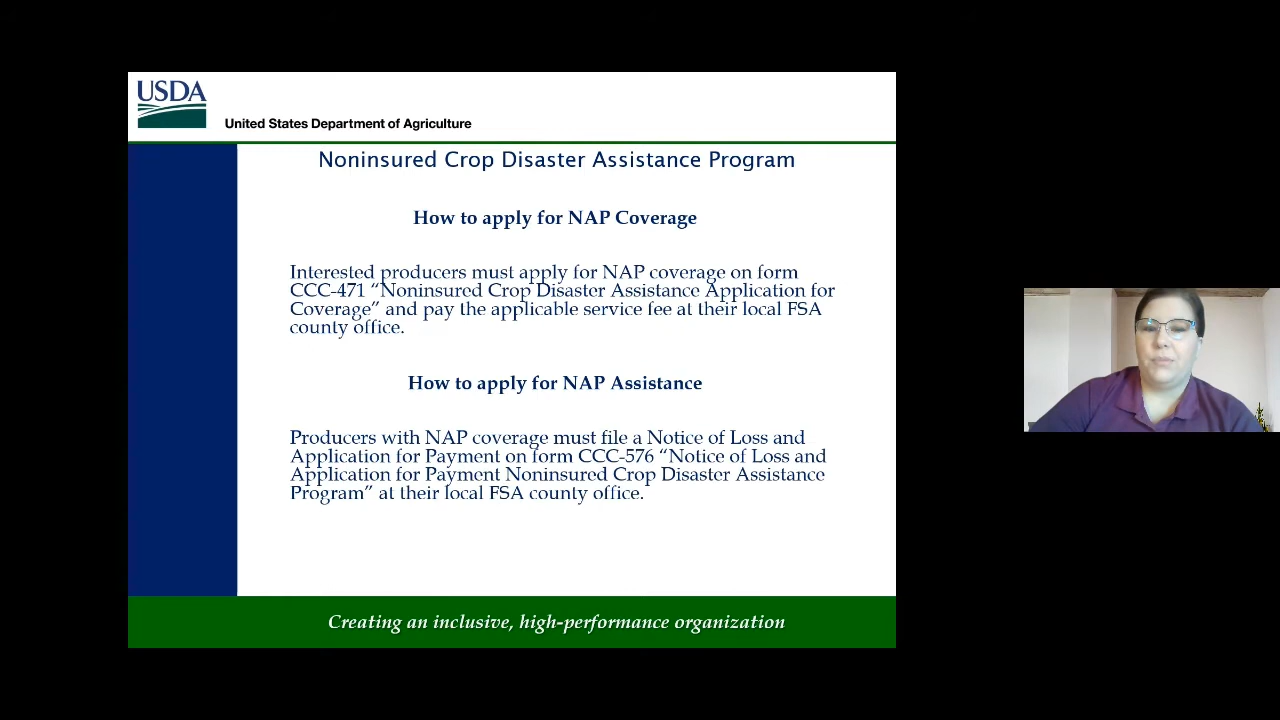 USDA
United States Department of Agriculture
Noninsured Crop Disaster Assistance Program
How to apply for NAP Coverage
Interested producers must apply for NAP coverage on form
CCC-471 “Noninsured Crop Disaster Assistance Application for
Coverage” and pay the applicable service fee at their local FSA
county office.
How to apply for NAP Assistance
Producers with NAP coverage must file a Notice of Loss and
Application for Payment on form CCC-576 “Notice of Loss and
Application for Payment Noninsured Crop Disaster Assistance
Program” at their local FSA county office.
Creating an inclusive, high-performance organization